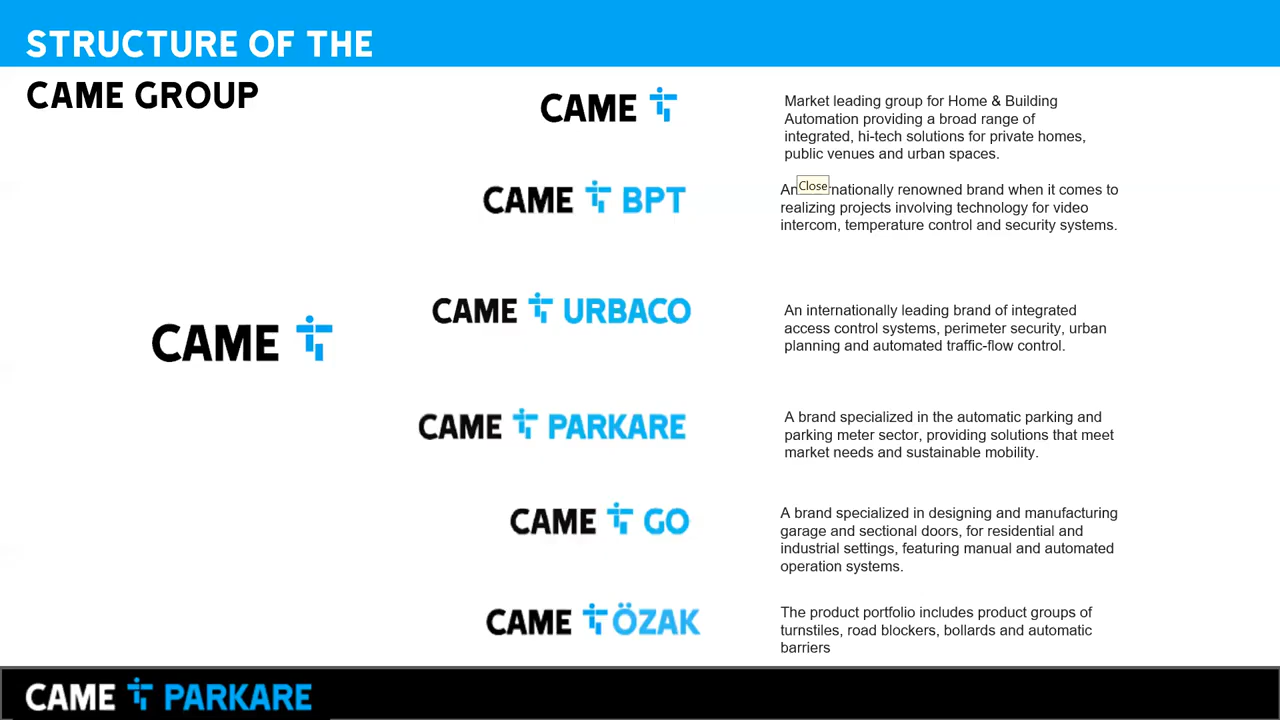 STRUCTURE OF THE
CAME GROUP
CAME
CAME
Market leading group for Home & Building
Automation providing a broad range of
integrated, hi-tech solutions for private homes,
public venues and urban spaces.
CAME BPT
Close
An nationally renowned brand when it comes to
realizing projects involving technology for video
intercom, temperature control and security systems.
CAME URBACO
An internationally leading brand of integrated
access control systems, perimeter security, urban
planning and automated traffic-flow control.
CAME PARKARE
A brand specialized in the automatic parking and
parking meter sector, providing solutions that meet
market needs and sustainable mobility.
CAME GO
A brand specialized in designing and manufacturing
garage and sectional doors, for residential and
industrial settings, featuring manual and automated
operation systems.
CAME ÖZAK
The product portfolio includes product groups of
turnstiles, road blockers, bollards and automatic
barriers
CAME PARKARE